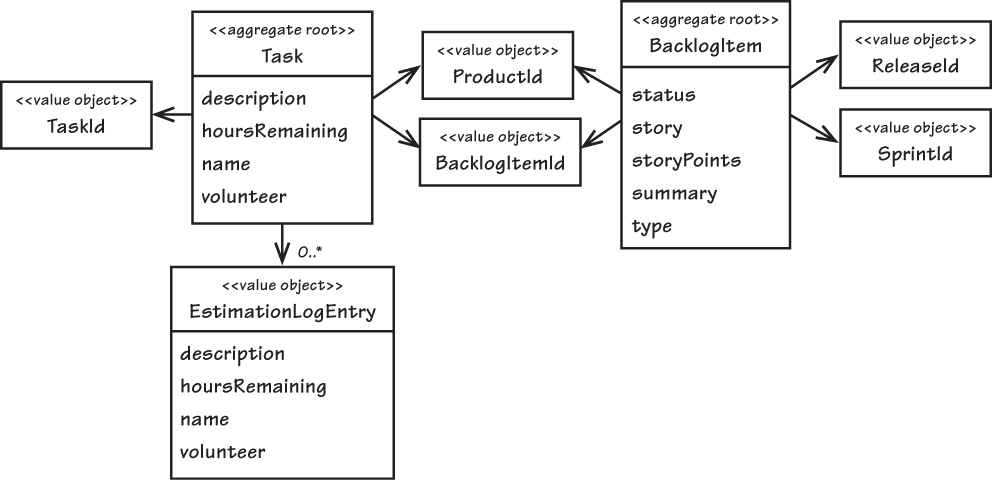 <<value object>>
TaskId
<<aggregate root>>
Task
description
hoursRemaining
name
volunteer
0..*
<<value object>>
EstimationLogEntry
description
hoursRemaining
name
volunteer
<<value object>>
ProductId
<<value object>>
BacklogItemId
<<aggregate root>>
BacklogItem
status
story
storyPoints
summary
type
<<value object>>
ReleaseId
<<value object>>
SprintId